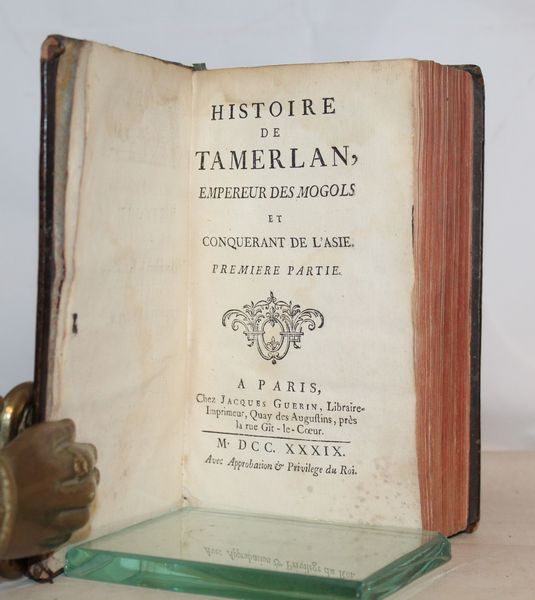 HISTOIRE
DE
TAMERLAN,
EMPEREUR DES MOGOLS
ET
CONQUERANT DE L'ASIE.
PREMIERE PARTIE.
A PARIS,
Chez JACQUES GUERIN, Libraire-
Imprimeur, Quay des Augustins, près
la rue Gît-le-Cœur.
M. DCC. XXXIX.
Avec Approbation & Privilege du Roi.